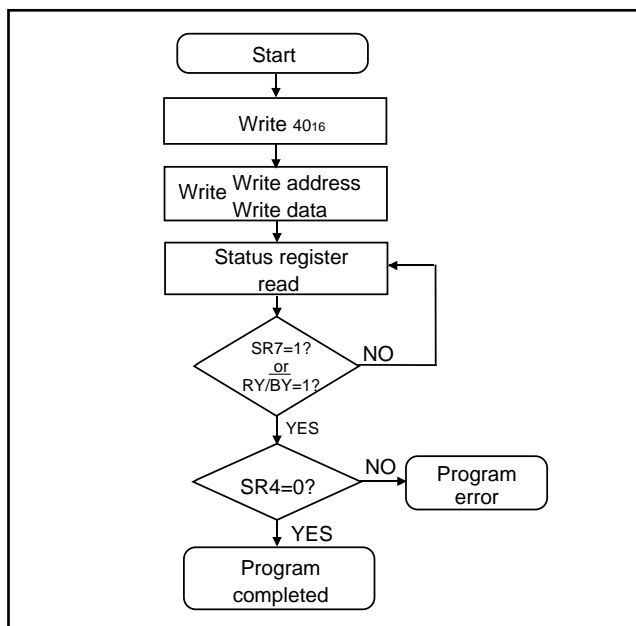 Start
Write 40₁₆
Write Write address
Write data
Status register
read
SR7=1?
or
RY/B̅Y̅=1?
NO
YES
SR4=0?
NO
Program
error
YES
Program
completed